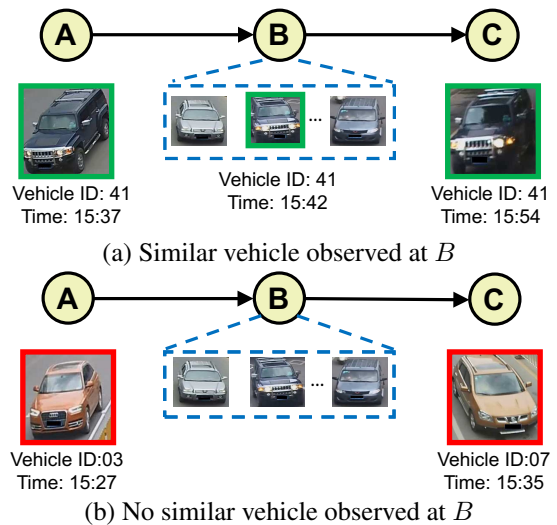 A B C
...
Vehicle ID: 41
Time: 15:37
Vehicle ID: 41
Time: 15:42
Vehicle ID: 41
Time: 15:54
(a) Similar vehicle observed at B
A B C
...
Vehicle ID:03
Time: 15:27
Vehicle ID:07
Time: 15:35
(b) No similar vehicle observed at B